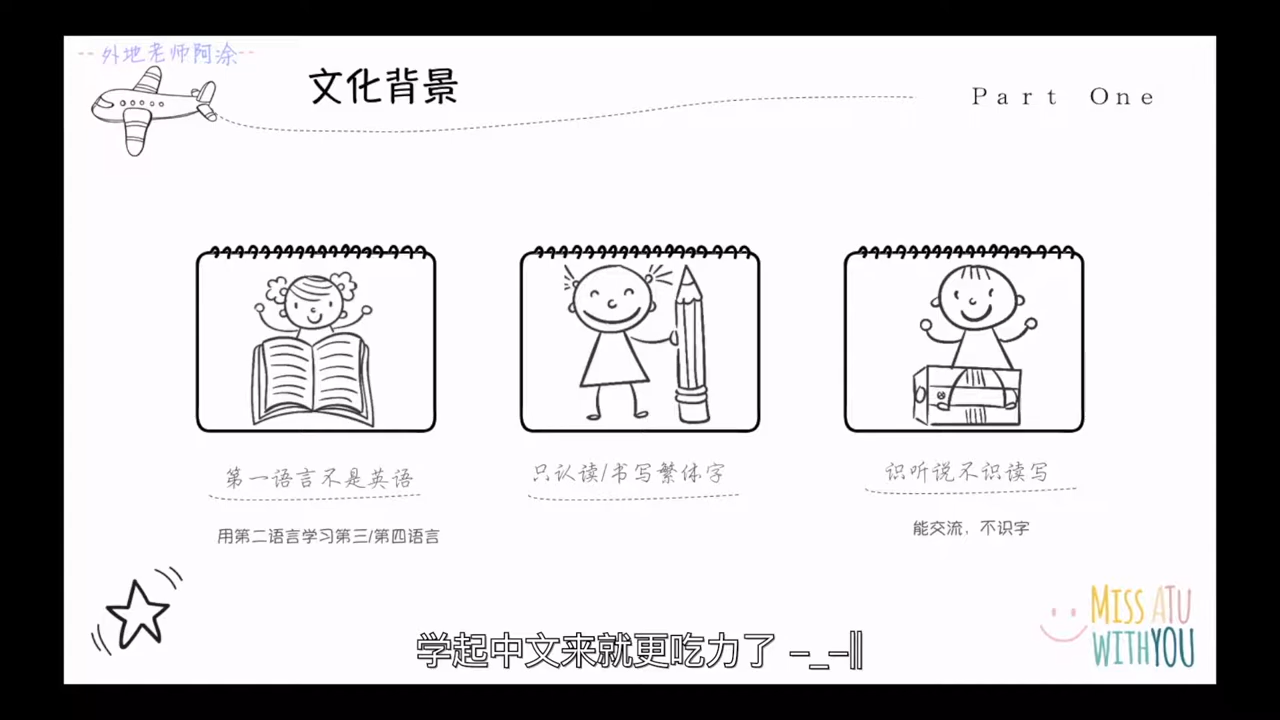 --外地老师阿涂--
文化背景
Part One
第一语言不是英语
只认读/书写繁体字
识听说不识读写
用第二语言学习第三/第四语言
能交流，不识字
MISS ATU
WITHYOU
学起中文来就更吃力了 –_–||